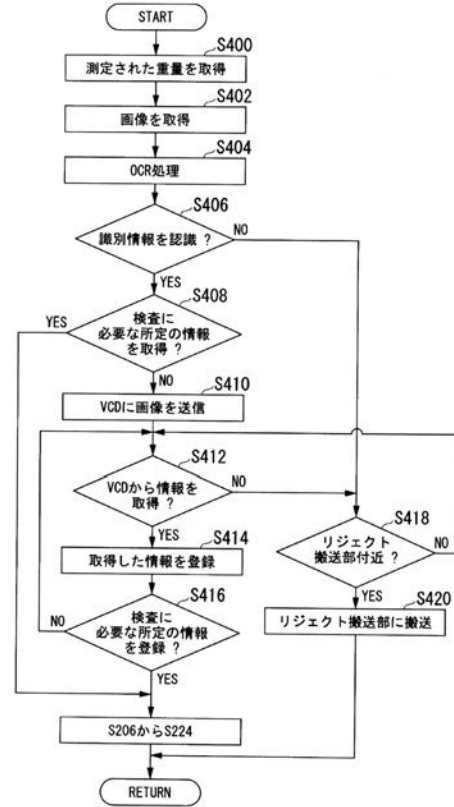 START
S400
測定された重量を取得
S402
画像を取得
S404
OCR処理
S406
識別情報を認識？
NO
YES
S408
YES
検査に
必要な所定の情報
を取得？
NO
S410
VCDに画像を送信
S412
VCDから情報を
取得？
NO
YES
S414
取得した情報を登録
S416
NO
検査に
必要な所定の情報
を登録？
YES
S418
リジェクト
搬送部付近？
NO
YES
S420
リジェクト搬送部に搬送
S206からS224
RETURN